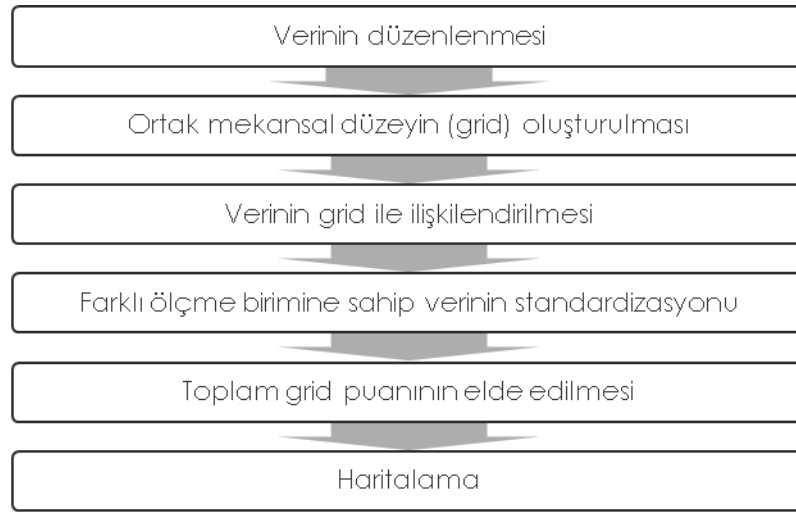 Verinin düzenlenmesi
Ortak mekansal düzeyin (grid) oluşturulması
Verinin grid ile ilişkilendirilmesi
Farklı ölçme birimine sahip verinin standardizasyonu
Toplam grid puanının elde edilmesi
Haritalama